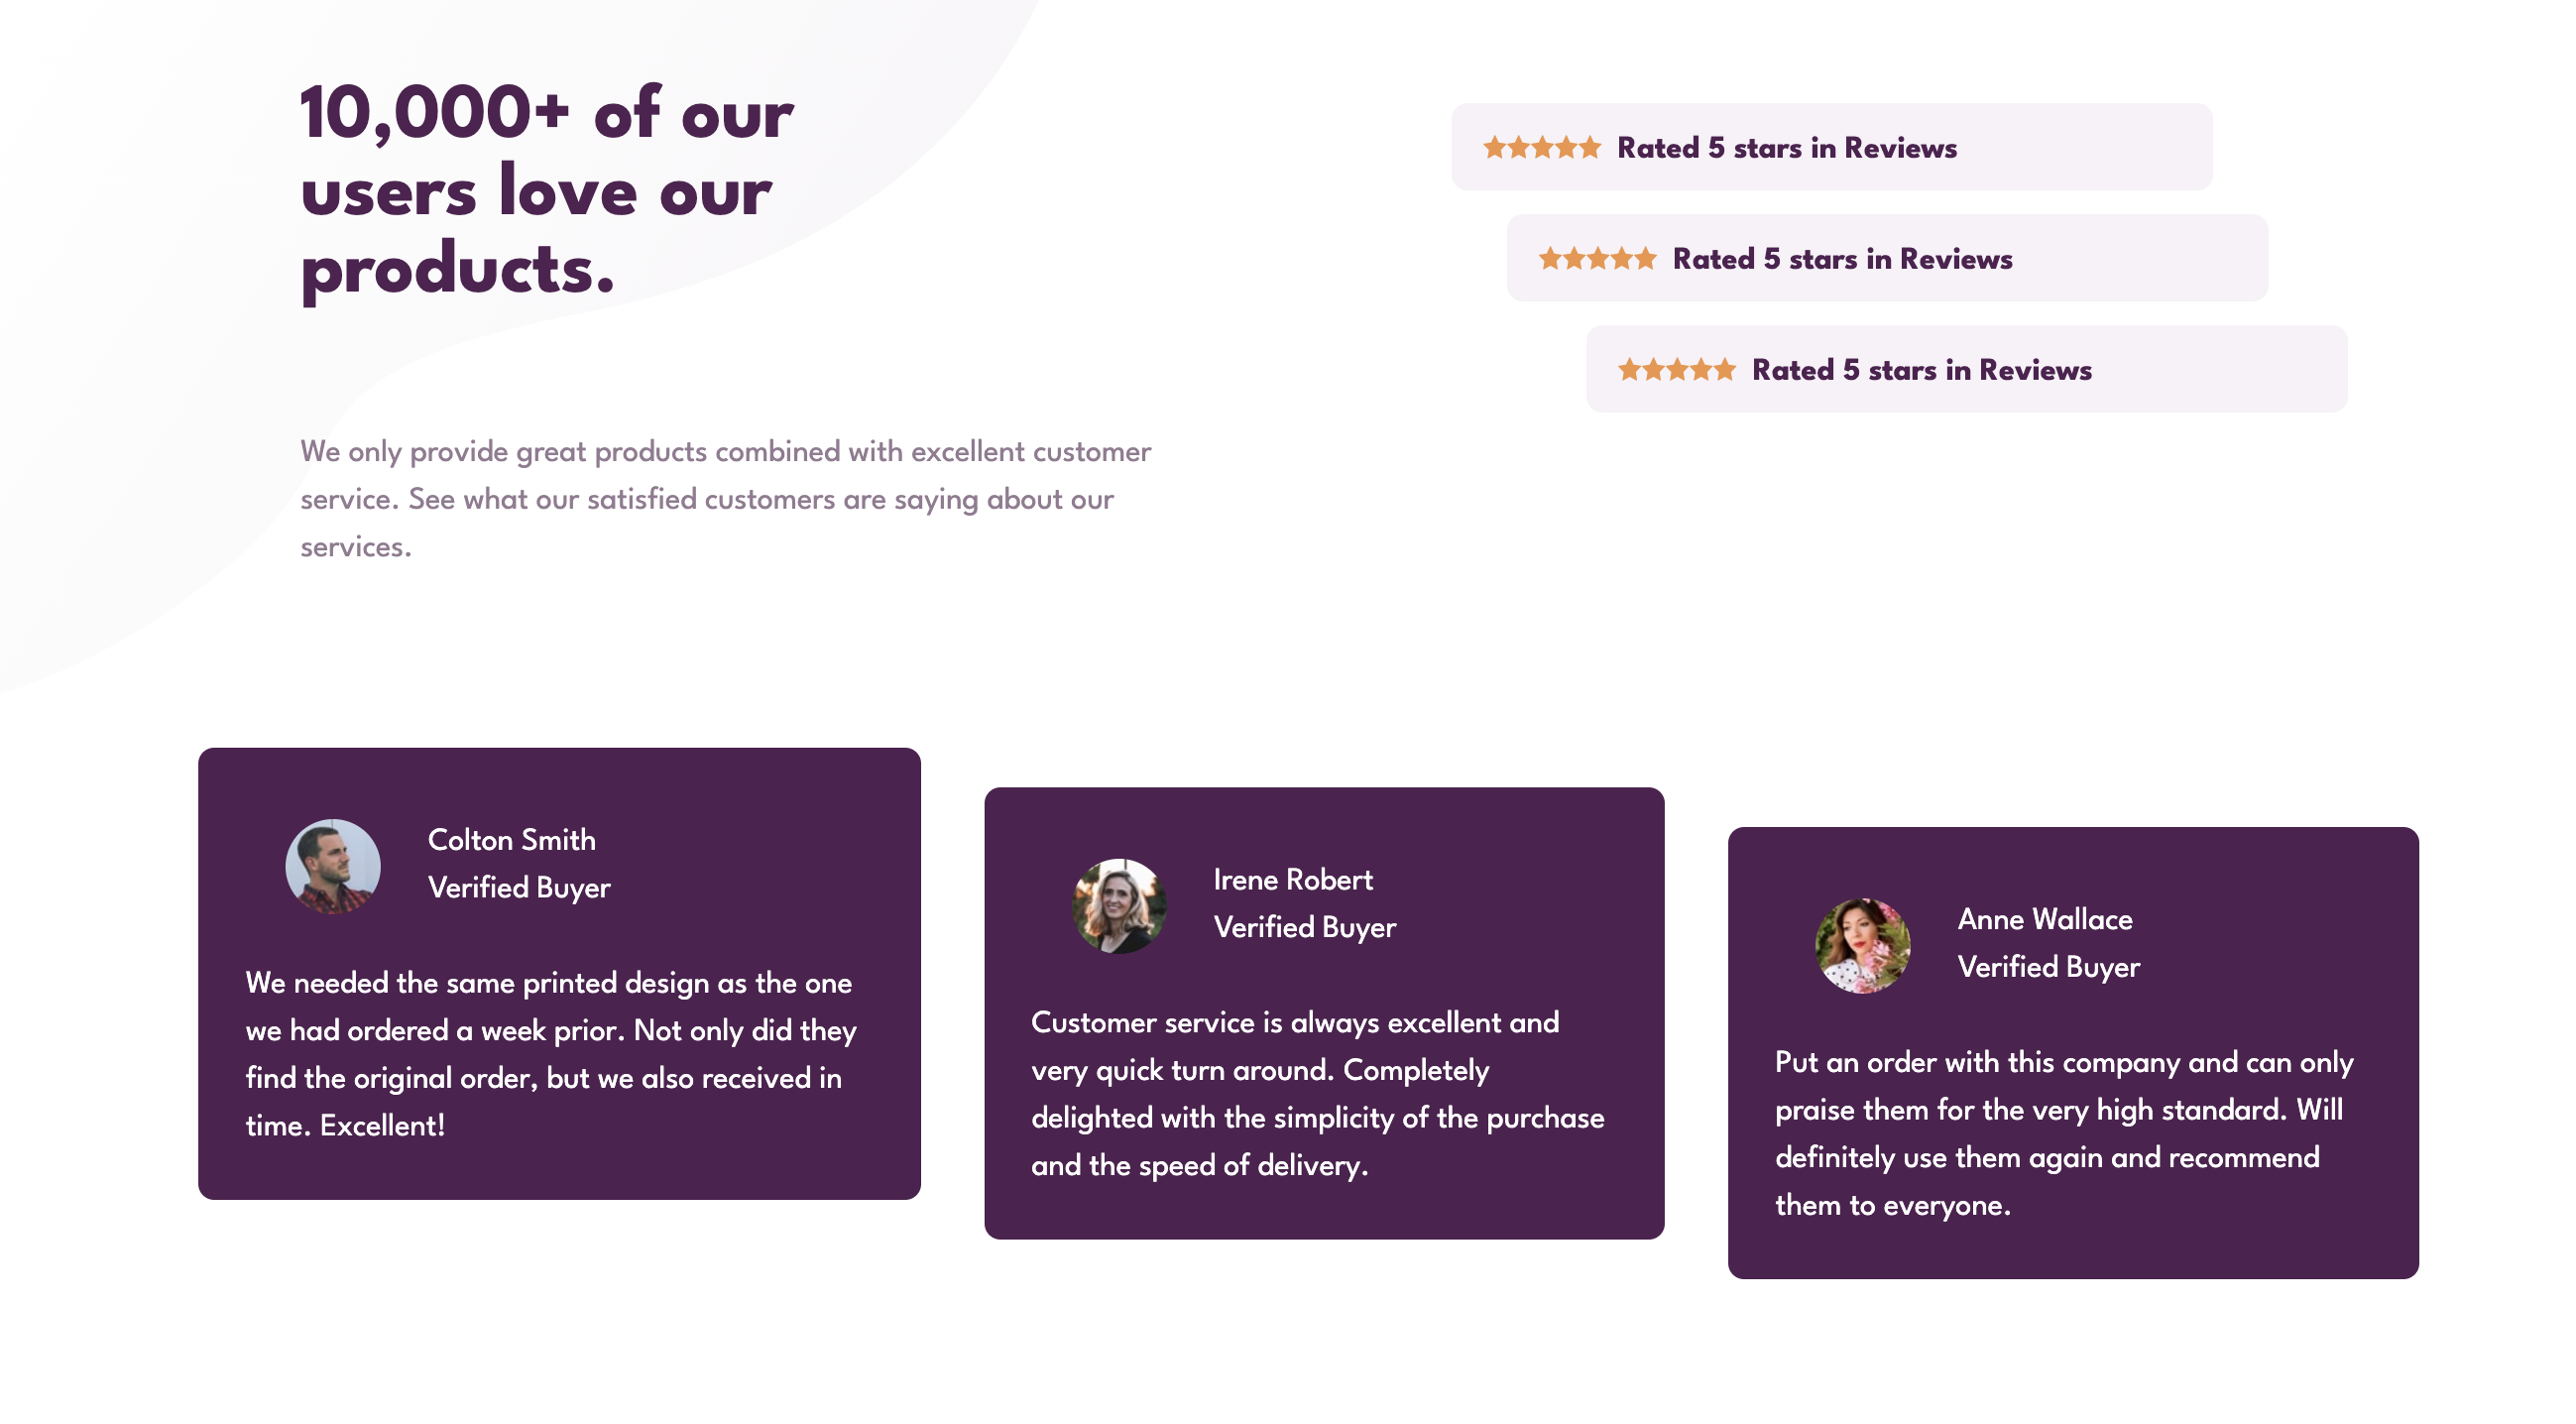 10,000+ of our
users love our
products.
We only provide great products combined with excellent customer
service. See what our satisfied customers are saying about our
services.
Rated 5 stars in Reviews
Rated 5 stars in Reviews
Rated 5 stars in Reviews
Colton Smith
Verified Buyer
We needed the same printed design as the one
we had ordered a week prior. Not only did they
find the original order, but we also received in
time. Excellent!
Irene Robert
Verified Buyer
Customer service is always excellent and
very quick turn around. Completely
delighted with the simplicity of the purchase
and the speed of delivery.
Anne Wallace
Verified Buyer
Put an order with this company and can only
praise them for the very high standard. Will
definitely use them again and recommend
them to everyone.